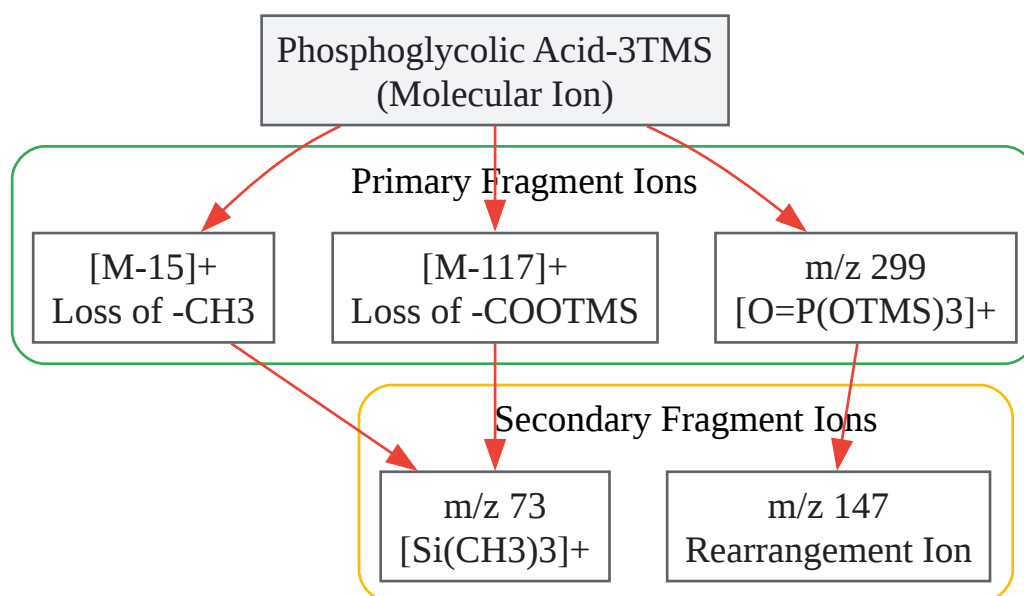 Phosphoglycolic Acid-3TMS
(Molecular Ion)
Primary Fragment Ions
[M-15]+
Loss of -CH3
[M-117]+
Loss of -COOTMS
m/z 299
[O=P(OTMS)3]+
Secondary Fragment Ions
m/z 73
[Si(CH3)3]+
m/z 147
Rearrangement Ion